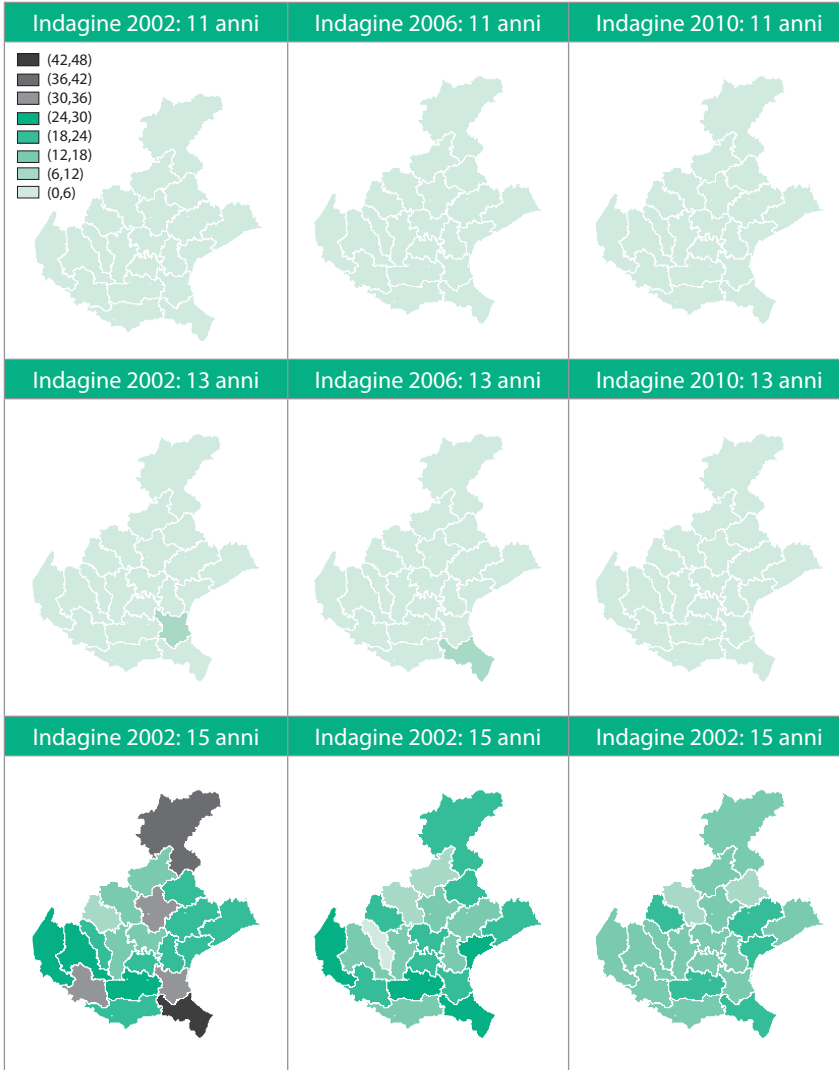 Indagine 2002: 11 anni
Indagine 2006: 11 anni
Indagine 2010: 11 anni
(42,48)
(36,42)
(30,36)
(24,30)
(18,24)
(12,18)
(6,12)
(0,6)
Indagine 2002: 13 anni
Indagine 2006: 13 anni
Indagine 2010: 13 anni
Indagine 2002: 15 anni
Indagine 2002: 15 anni
Indagine 2002: 15 anni